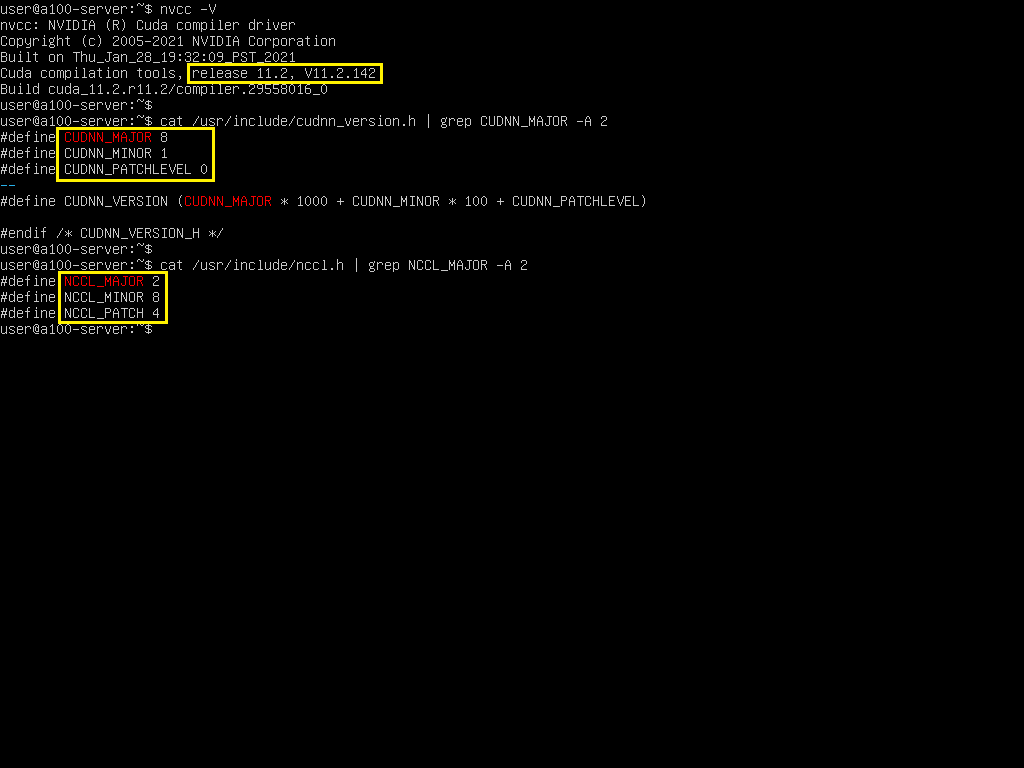 user@a100-server:~$ nvcc -V
nvcc: NVIDIA (R) Cuda compiler driver
Copyright (c) 2005-2021 NVIDIA Corporation
Built on Thu_Jan_28_19:32:09_PST_2021
Cuda compilation tools, release 11.2, V11.2.142
Build cuda_11.2.r11.2/compiler.29558016_0
user@a100-server:~$
user@a100-server:~$ cat /usr/include/cudnn_version.h | grep CUDNN_MAJOR -A 2
#define CUDNN_MAJOR 8
#define CUDNN_MINOR 1
#define CUDNN_PATCHLEVEL 0
--
#define CUDNN_VERSION (CUDNN_MAJOR * 1000 + CUDNN_MINOR * 100 + CUDNN_PATCHLEVEL)

#endif /* CUDNN_VERSION_H */
user@a100-server:~$
user@a100-server:~$ cat /usr/include/nccl.h | grep NCCL_MAJOR -A 2
#define NCCL_MAJOR 2
#define NCCL_MINOR 8
#define NCCL_PATCH 4
user@a100-server:~$